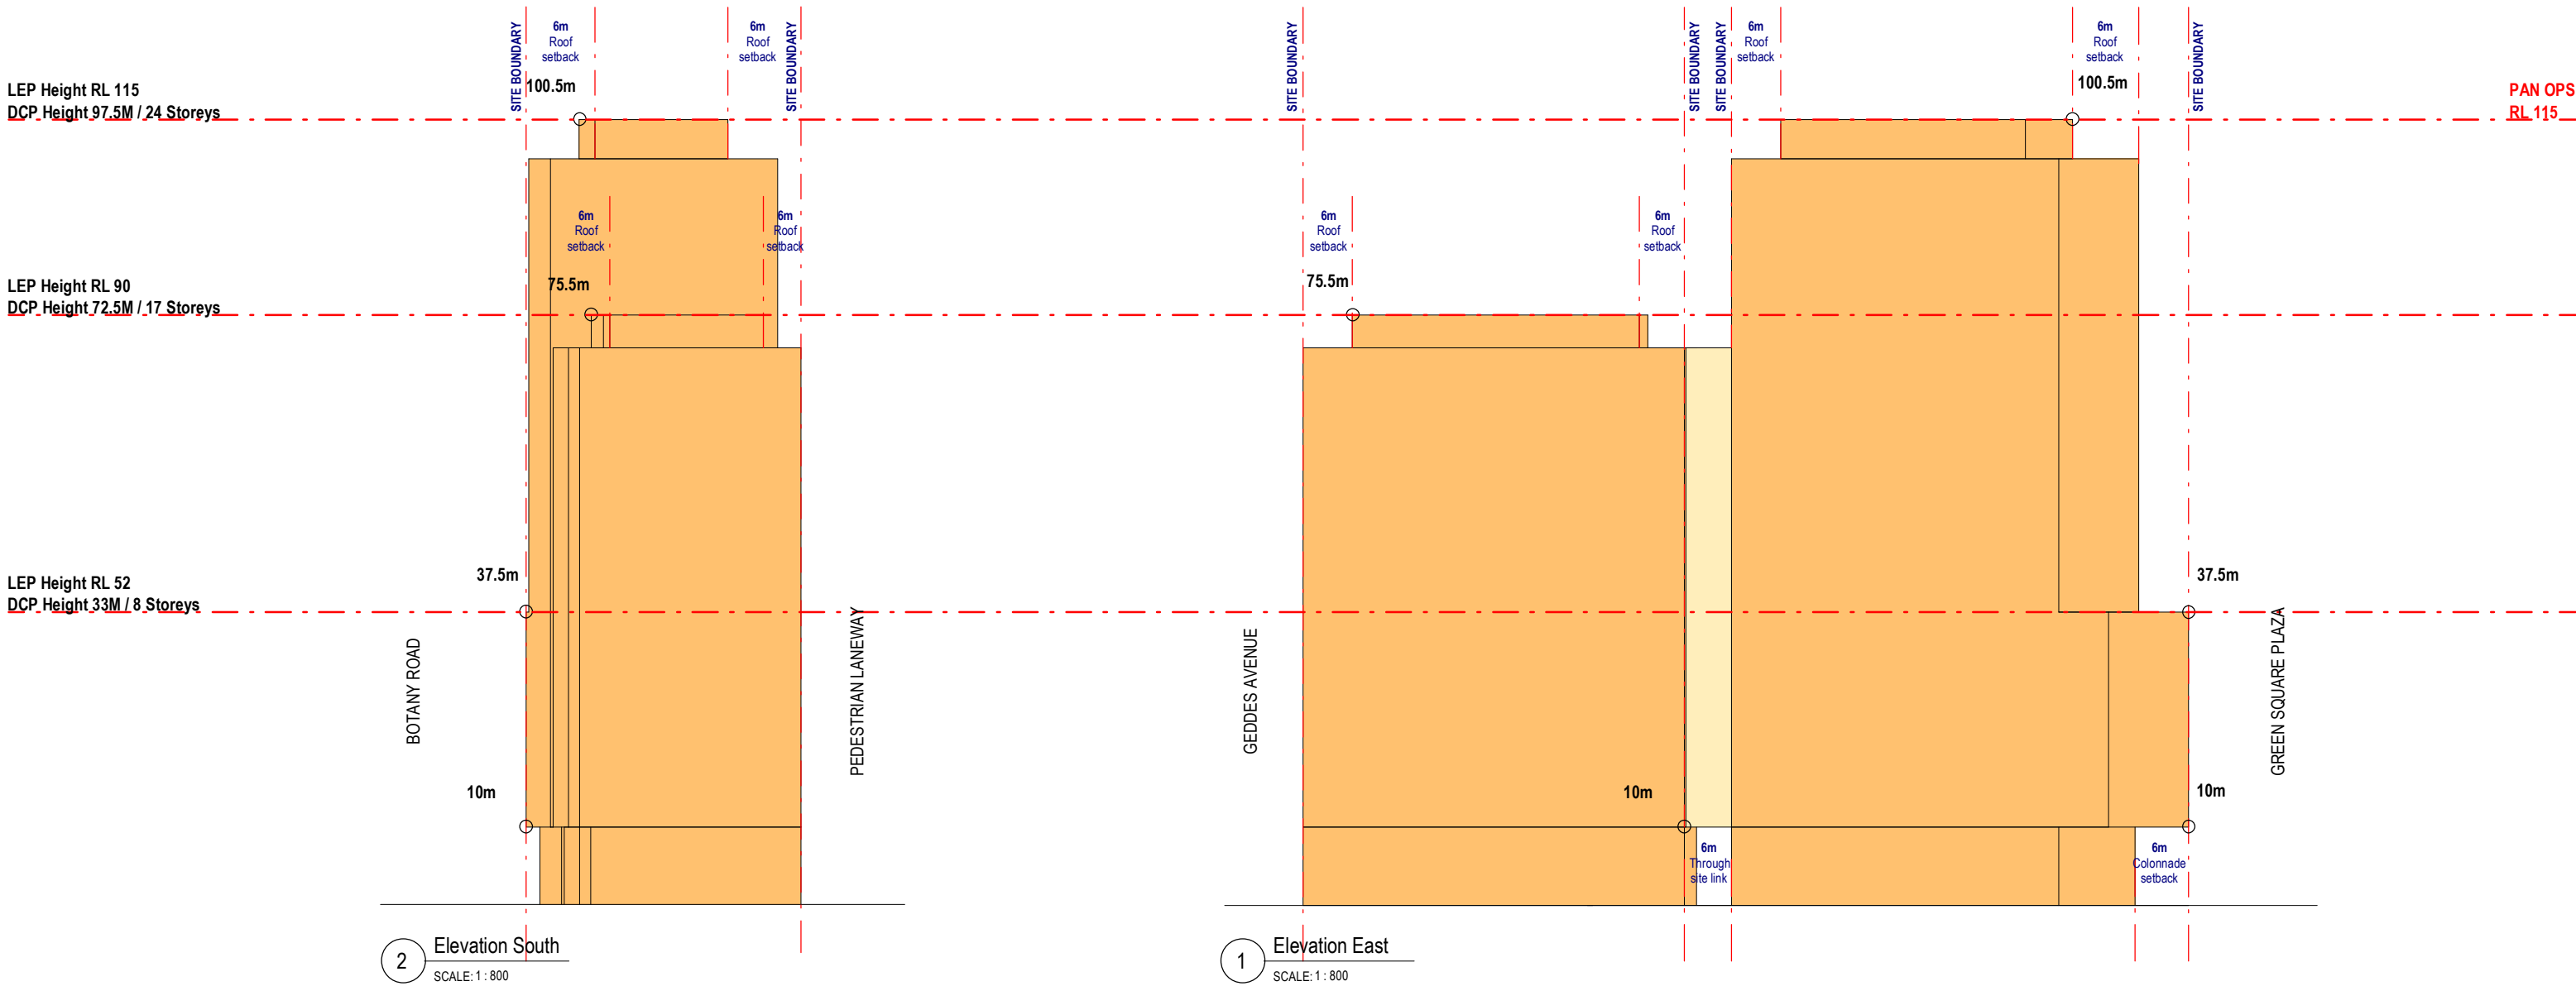 SITE BOUNDARY
6m
Roof
setback
6m
Roof
setback
SITE BOUNDARY
SITE BOUNDARY
SITE BOUNDARY
SITE BOUNDARY
6m
Roof
setback
6m
Roof
setback
SITE BOUNDARY
LEP Height RL 115
DCP Height 97.5M / 24 Storeys
100.5m
100.5m
PAN OPS
RL 115
6m
Roof
setback
6m
Roof
setback
6m
Roof
setback
6m
Roof
setback
LEP Height RL 90
DCP Height 72.5M / 17 Storeys
75.5m
75.5m
LEP Height RL 52
DCP Height 33M / 8 Storeys
37.5m
37.5m
BOTANY ROAD
PEDESTRIAN LANEWAY
GEDDES AVENUE
GREEN SQUARE PLAZA
10m
10m
10m
6m
Through
site link
6m
Colonnade
setback
2
Elevation South
SCALE: 1 : 800
1
Elevation East
SCALE: 1 : 800